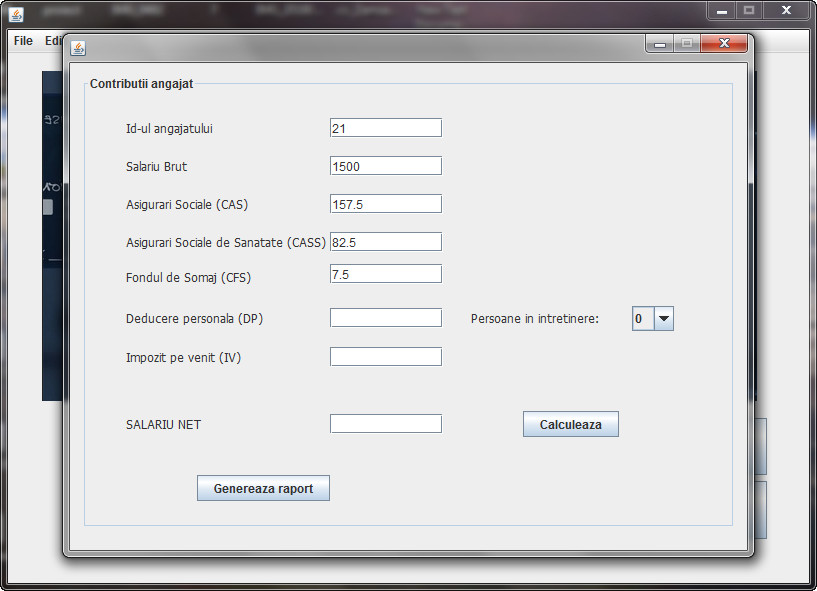 File Edi
Contributii angajat
Id-ul angajatului 21
Salariu Brut 1500
Asigurari Sociale (CAS) 157.5
Asigurari Sociale de Sanatate (CASS) 82.5
Fondul de Somaj (CFS) 7.5
Deducere personala (DP) Persoane in intretinere: 0
Impozit pe venit (IV)
SALARIU NET Calculeaza
Genereaza raport